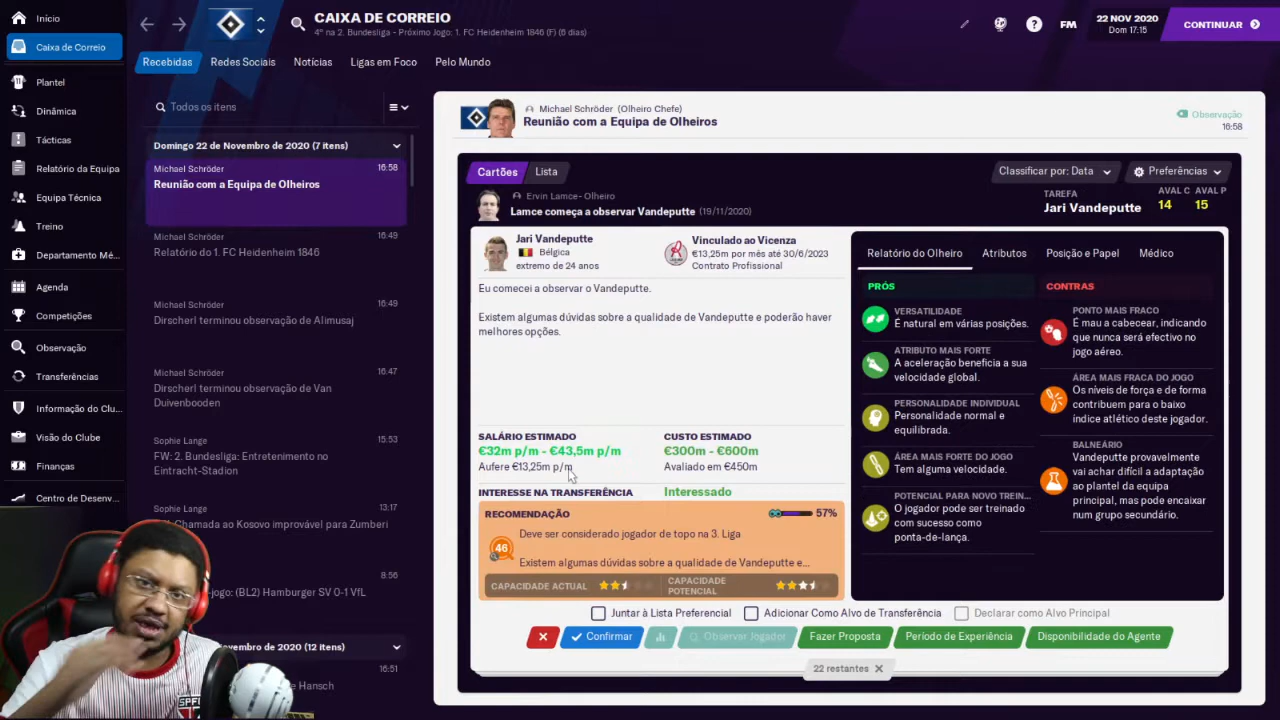 Início
Caixa de Correio
Plantel
Dinâmica
Tácticas
Relatório da Equipa
Equipa Técnica
Treino
Departamento Mé...
Agenda
Competições
Observação
Transferências
Informação do Clu...
Visão do Clube
Finanças
Centro de Desenv...
CAIXA DE CORREIO
4º na 2. Bundesliga - Próximo Jogo: 1. FC Heidenheim 1846 (F) (6 dias)
?
FM
22 NOV 2020
Dom 17:15
CONTINUAR
Recebidas
Redes Sociais
Notícias
Ligas em Foco
Pelo Mundo
Todos os itens
Domingo 22 de Novembro de 2020 (7 itens)
Michael Schröder
16:58
Reunião com a Equipa de Olheiros
Michael Schröder
16:49
Relatório do 1. FC Heidenheim 1846
Michael Schröder
16:49
Dirscherl terminou observação de Alimusaj
Michael Schröder
16:47
Dirscherl terminou observação de Van
Duivenbooden
Sophie Lange
15:53
FW: 2. Bundesliga: Entretenimento no
Eintracht-Stadion
Sophie Lange
13:17
Chamada ao Kosovo improvável para Zumberi
8:56
-jogo: (BL2) Hamburger SV 0-1 VfL
ovembro de 2020 (12 itens)
16:51
e Hansch
SPFC
Michael Schröder (Olheiro Chefe)
Reunião com a Equipa de Olheiros
Observação
16:58
Cartões
Lista
Classificar por: Data
Preferências
Ervin Lamce- Olheiro
Lamce começa a observar Vandeputte (19/11/2020)
TAREFA
Jari Vandeputte
AVAL C
14
AVAL P
15
Jari Vandeputte
Bélgica
extremo de 24 anos
Vinculado ao Vicenza
€13,25m por mês até 30/6/2023
Contrato Profissional
Eu comecei a observar o Vandeputte.
Existem algumas dúvidas sobre a qualidade de Vandeputte e poderão haver
melhores opções.
SALÁRIO ESTIMADO
€32m p/m - €43,5m p/m
Aufere €13,25m p/m
CUSTO ESTIMADO
€300m - €600m
Avaliado em €450m
INTERESSE NA TRANSFERÊNCIA
Interessado
RECOMENDAÇÃO
57%
46
Deve ser considerado jogador de topo na 3. Liga
Existem algumas dúvidas sobre a qualidade de Vandeputte e...
CAPACIDADE ACTUAL
CAPACIDADE
POTENCIAL
Relatório do Olheiro
Atributos
Posição e Papel
Médico
PRÓS
VERSATILIDADE
É natural em várias posições.
ATRIBUTO MAIS FORTE
A aceleração beneficia a sua
velocidade global.
PERSONALIDADE INDIVIDUAL
Personalidade normal e
equilibrada.
ÁREA MAIS FORTE DO JOGO
Tem alguma velocidade.
POTENCIAL PARA NOVO TREIN...
O jogador pode ser treinado
com sucesso como
ponta-de-lança.
CONTRAS
PONTO MAIS FRACO
É mau a cabecear, indicando
que nunca será efectivo no
jogo aéreo.
ÁREA MAIS FRACA DO JOGO
Os níveis de força e de forma
contribuem para o baixo
índice atlético deste jogador.
BALNEÁRIO
Vandeputte provavelmente
vai achar difícil a adaptação
ao plantel da equipa
principal, mas pode encaixar
num grupo secundário.
Juntar à Lista Preferencial
Adicionar Como Alvo de Transferência
Declarar como Alvo Principal
Confirmar
Observar Jogador
Fazer Proposta
Período de Experiência
Disponibilidade do Agente
22 restantes